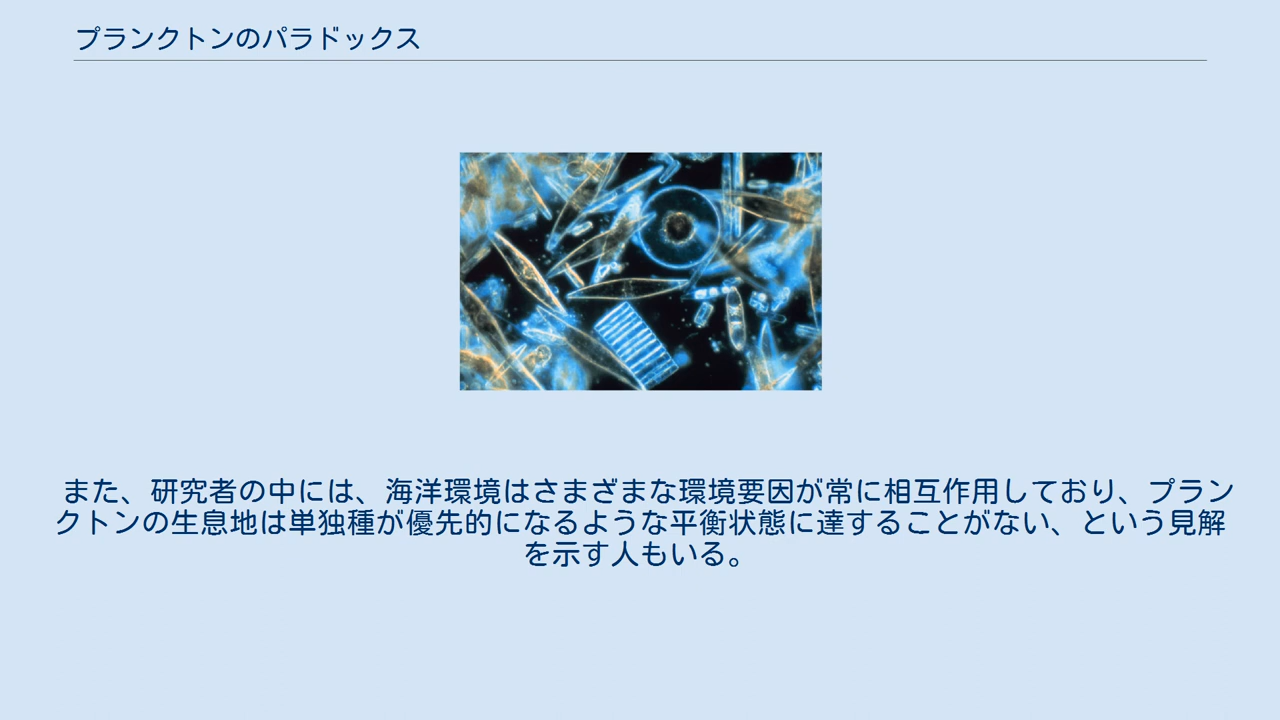 プランクトンのパラドックス
また、研究者の中には、海洋環境はさまざまな環境要因が常に相互作用しており、プラン
クトンの生息地は単独種が優先的になるような平衡状態に達することがない、という見解
を示す人もいる。